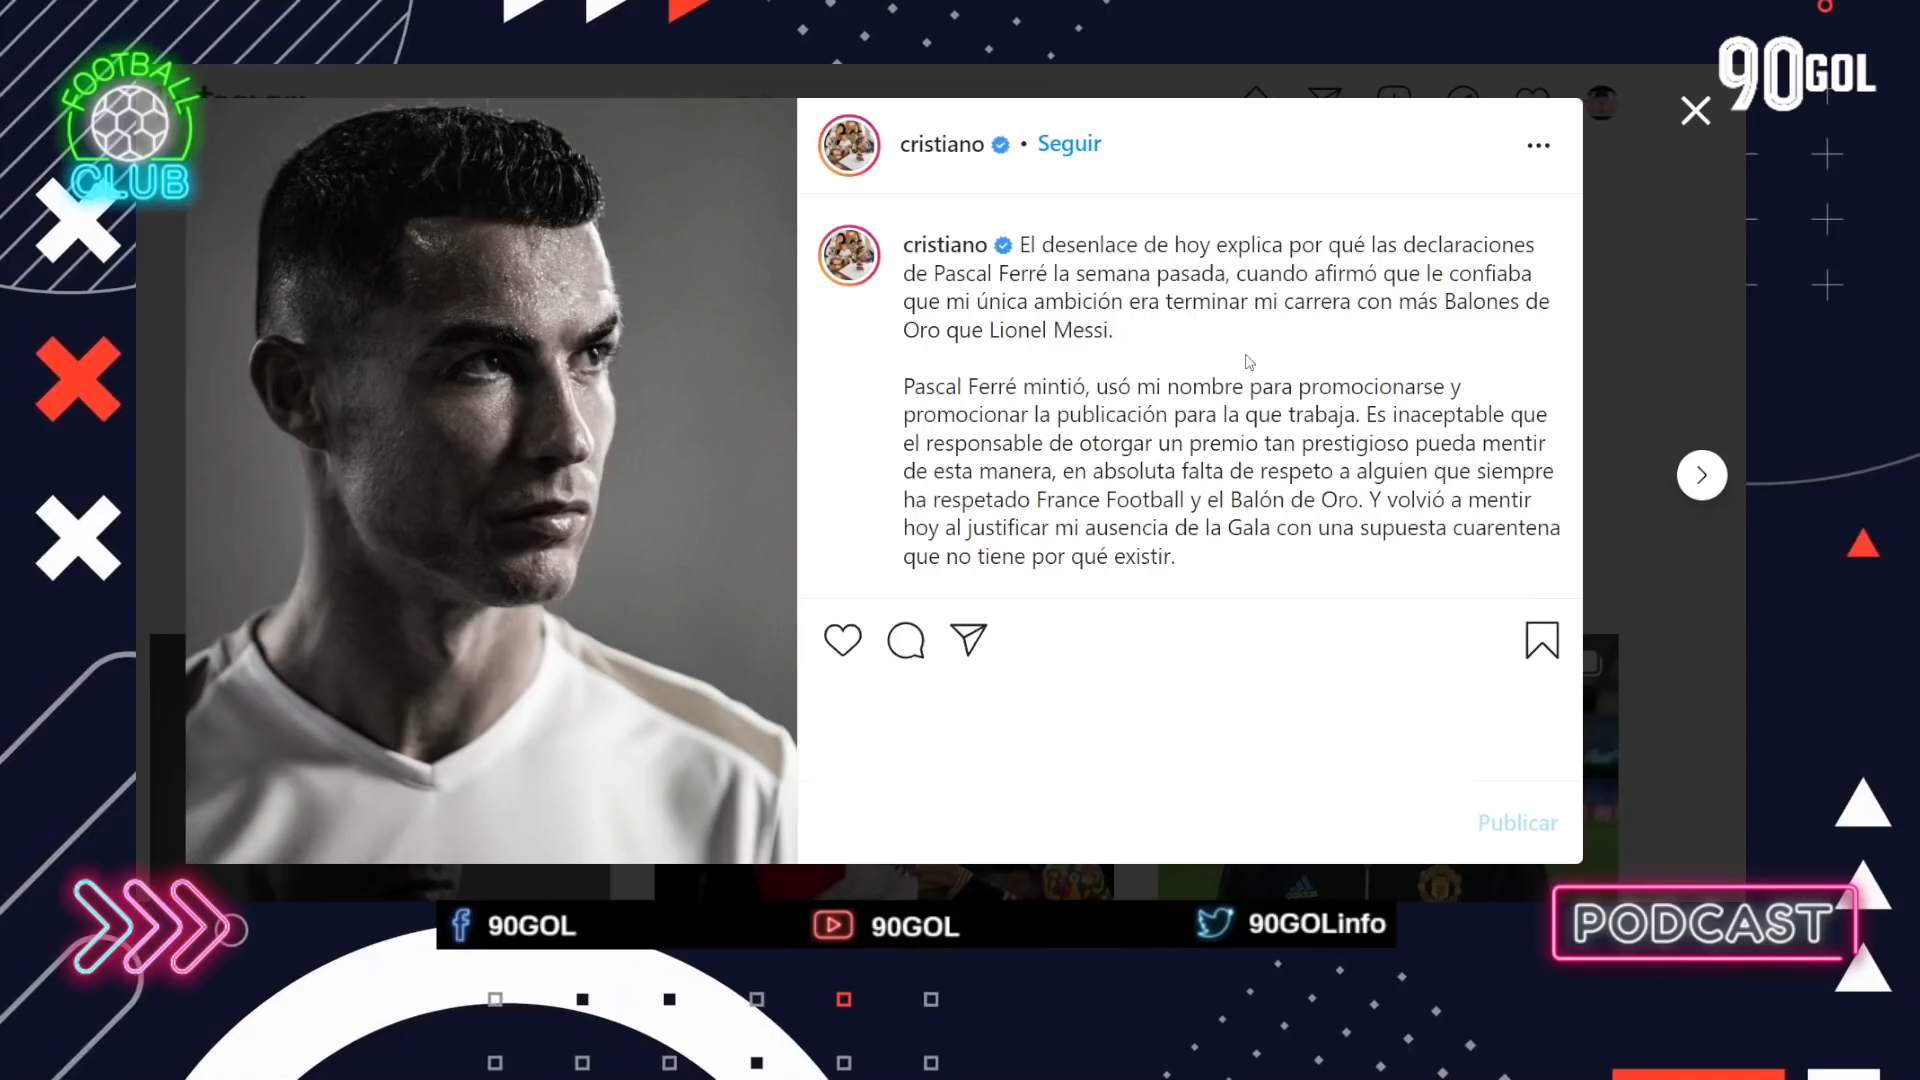 FOOTBALL
CLUB
90GOL
cristiano • Seguir
cristiano El desenlace de hoy explica por qué las declaraciones
de Pascal Ferré la semana pasada, cuando afirmó que le confiaba
que mi única ambición era terminar mi carrera con más Balones de
Oro que Lionel Messi.
Pascal Ferré mintió, usó mi nombre para promocionarse y
promocionar la publicación para la que trabaja. Es inaceptable que
el responsable de otorgar un premio tan prestigioso pueda mentir
de esta manera, en absoluta falta de respeto a alguien que siempre
ha respetado France Football y el Balón de Oro. Y volvió a mentir
hoy al justificar mi ausencia de la Gala con una supuesta cuarentena
que no tiene por qué existir.
Publicar
90GOL
90GOL
90GOLinfo
PODCAST